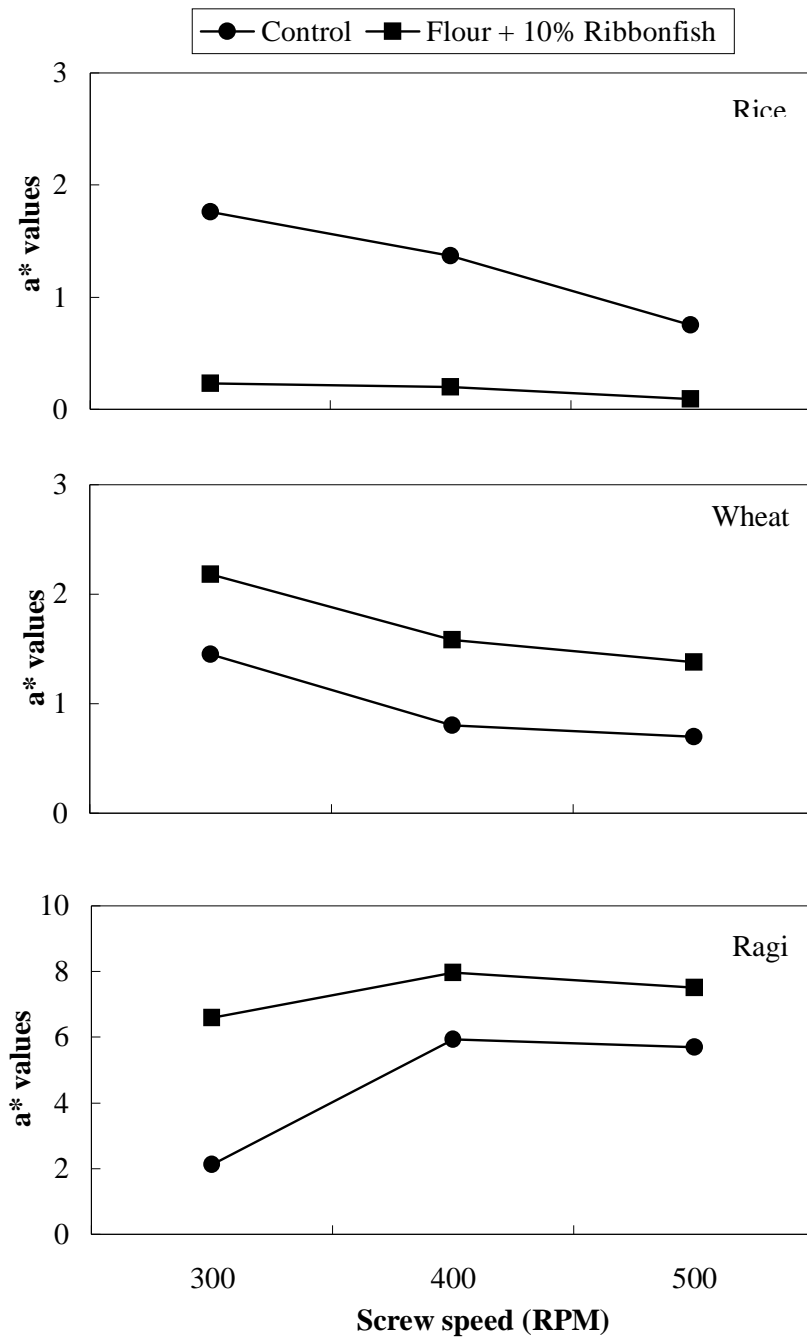 Control Flour + 10% Ribbonfish
3
Rice
2
a* values
1
0
3
Wheat
2
a* values
1
0
10
Ragi
8
6
a* values
4
2
0
300 400 500
Screw speed (RPM)